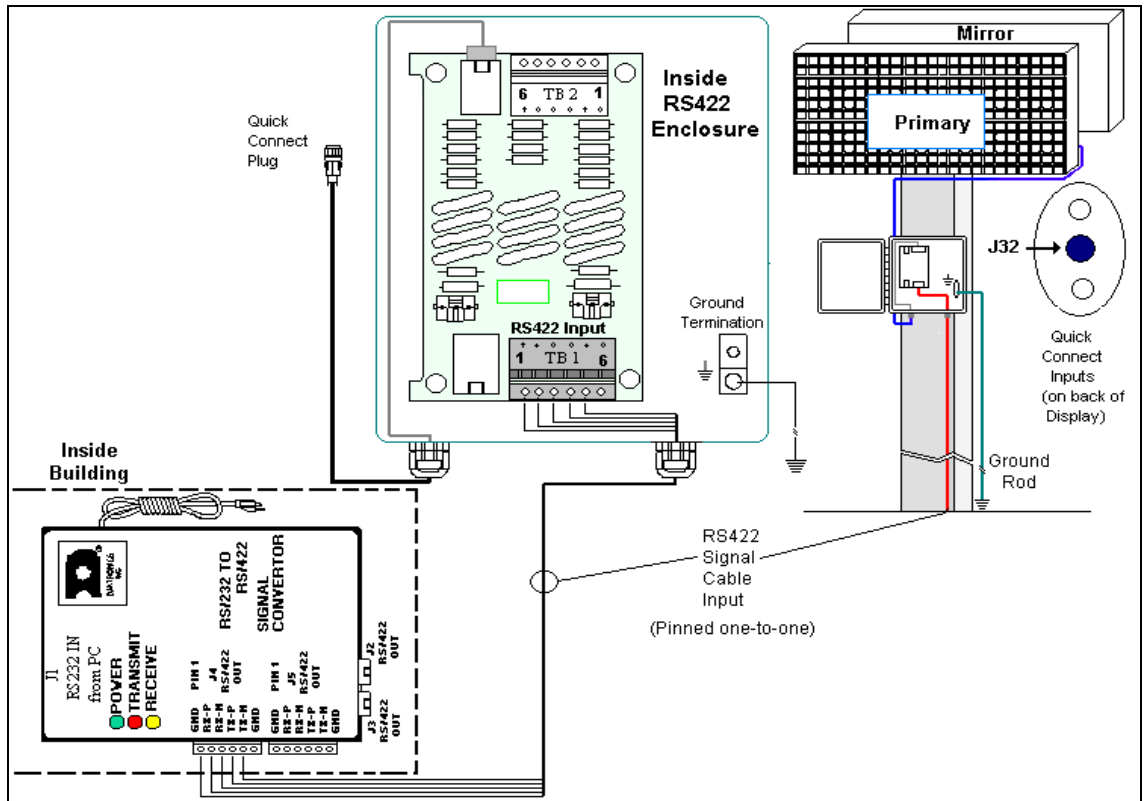 Mirror
Primary
Inside
RS422
Enclosure
6 TB 2 1
Quick
Connect
Plug
J32
RS422 Input
1 TB 1 6
Ground
Termination
Quick
Connect
Inputs
(on back of
Display)
Ground
Rod
Inside
Building
RS422
Signal
Cable
Input
(Pinned one-to-one)
DAKTRONICS
INC
RS/232 TO
RS/422
SIGNAL
CONVERTOR
J1
RS232 IN
from PC
POWER
TRANSMIT
RECEIVE
PIN 1
J4
RS/422
OUT
GND
RX-P
RX-N
TX-P
TX-N
GND
PIN 1
J5
RS/422
OUT
GND
RX-P
RX-N
TX-P
TX-N
GND
J2
RS/422
OUT
J3
RS/422
OUT